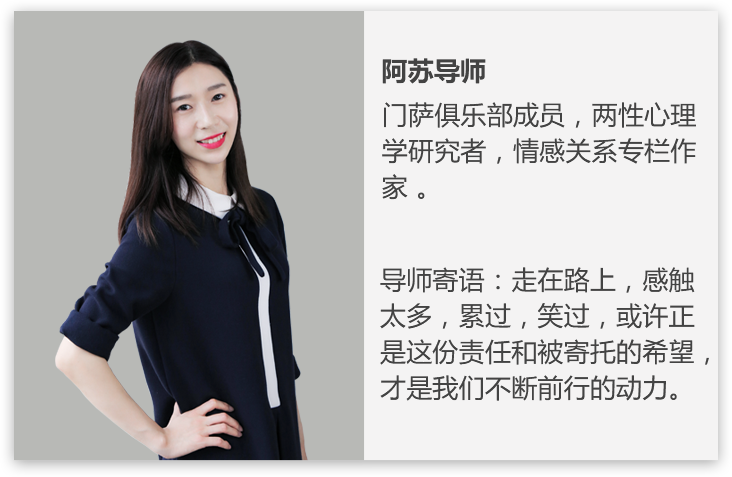 阿苏导师
门萨俱乐部成员，两性心理
学研究者，情感关系专栏作
家 。
导师寄语：走在路上，感触
太多，累过，笑过，或许正
是这份责任和被寄托的希望，
才是我们不断前行的动力。